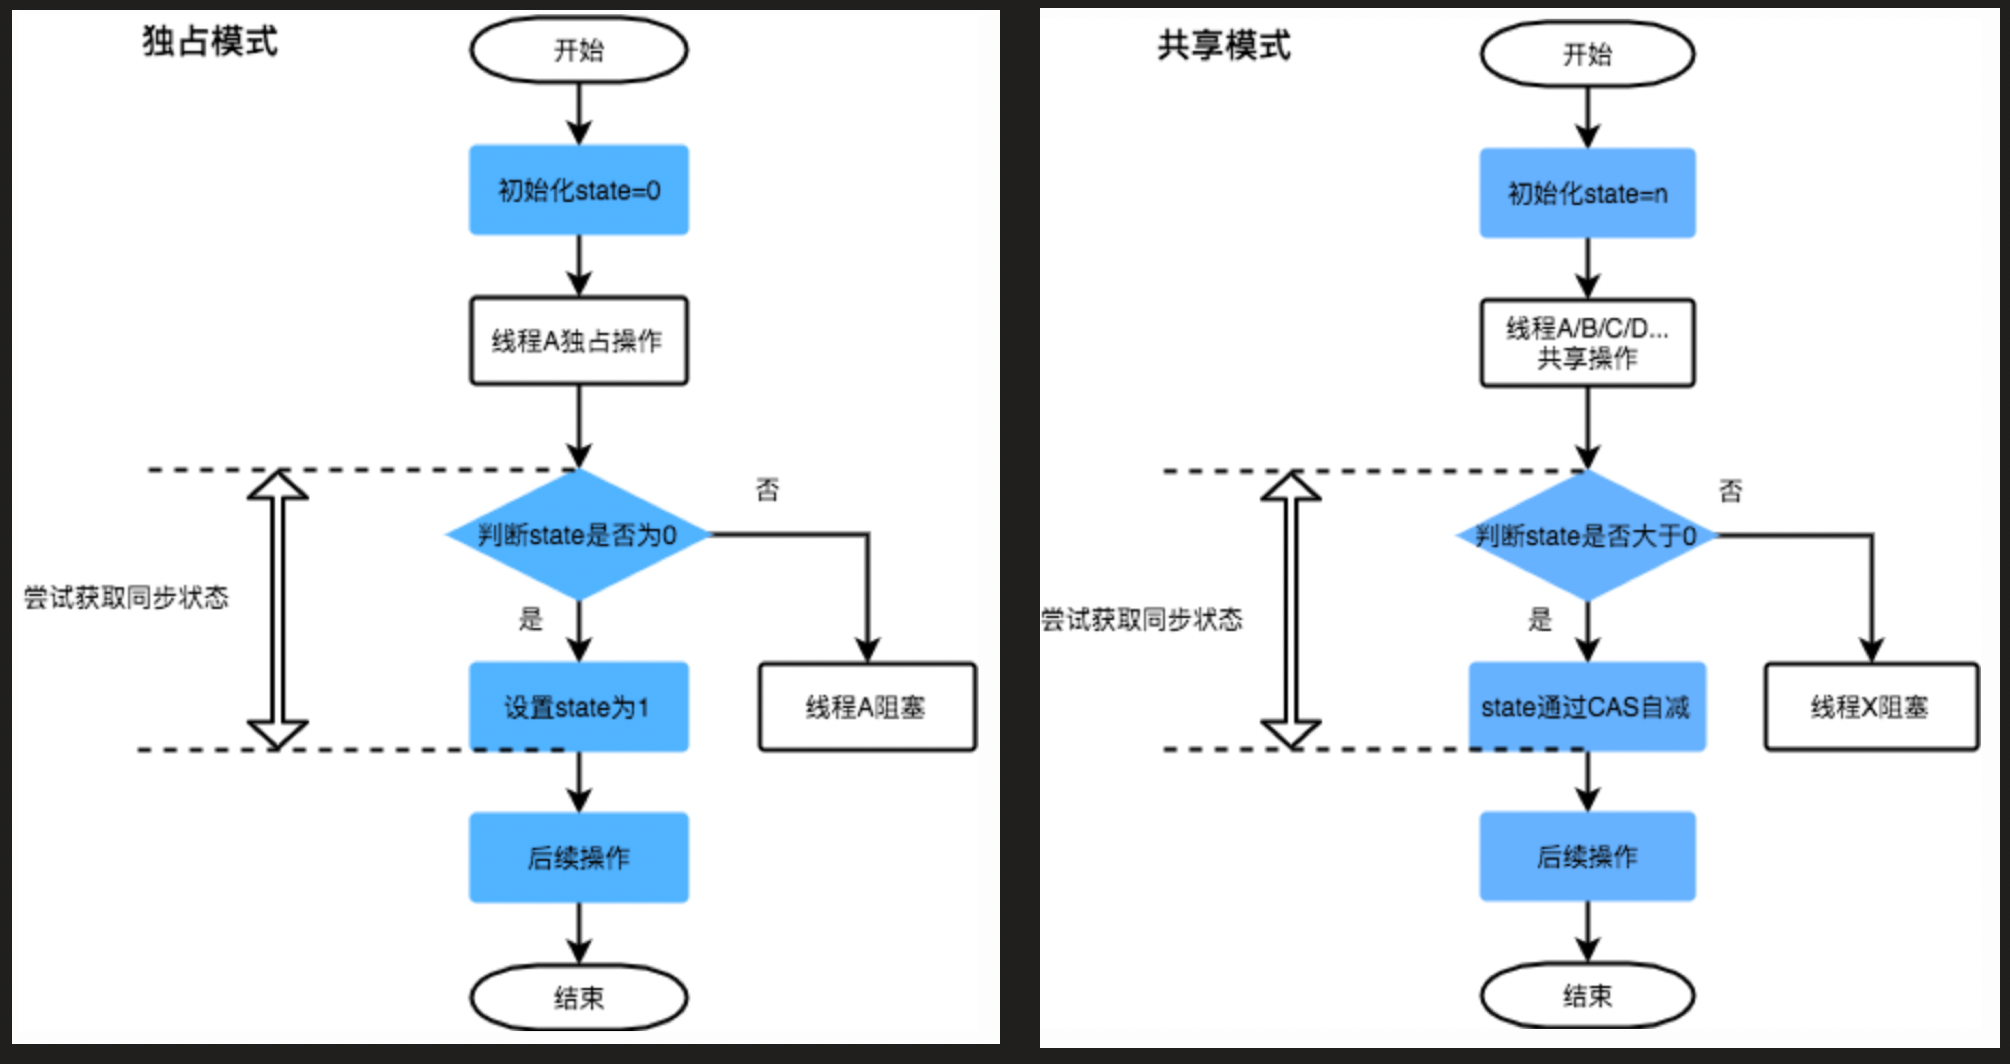 独占模式
开始
初始化state=0
线程A独占操作
判断state是否为0
否
是
尝试获取同步状态
设置state为1
线程A阻塞
后续操作
结束
共享模式
开始
初始化state=n
线程A/B/C/D...
共享操作
判断state是否大于0
否
是
尝试获取同步状态
state通过CAS自减
线程X阻塞
后续操作
结束